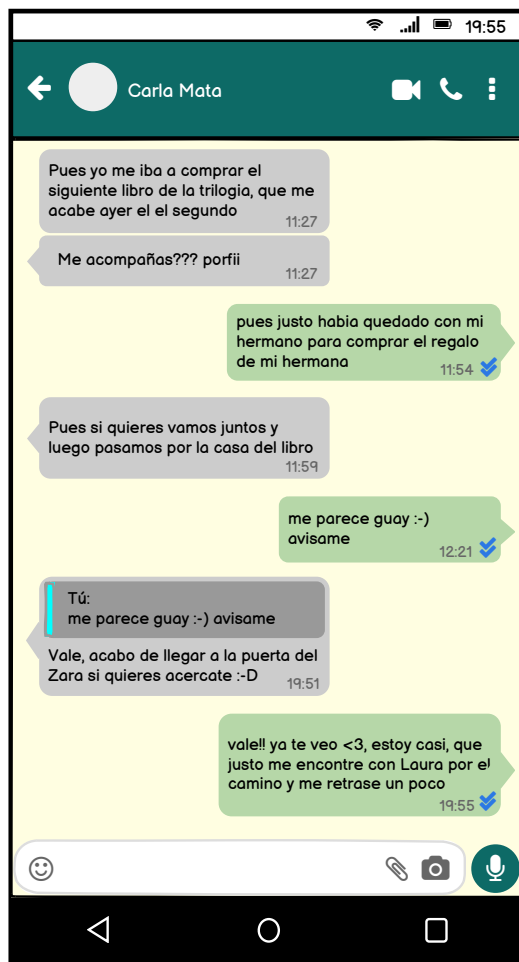 19:55
Carla Mata
Pues yo me iba a comprar el
siguiente libro de la trilogia, que me
acabe ayer el el segundo
11:27
Me acompañas??? porfii
11:27
pues justo habia quedado con mi
hermano para comprar el regalo
de mi hermana
11:54
Pues si quieres vamos juntos y
luego pasamos por la casa del libro
11:59
me parece guay :-)
avisame
12:21
Tú:
me parece guay :-) avisame
Vale, acabo de llegar a la puerta del
Zara si quieres acercate :-D
19:51
vale!! ya te veo <3, estoy casi, que
justo me encontre con Laura por el
camino y me retrase un poco
19:55